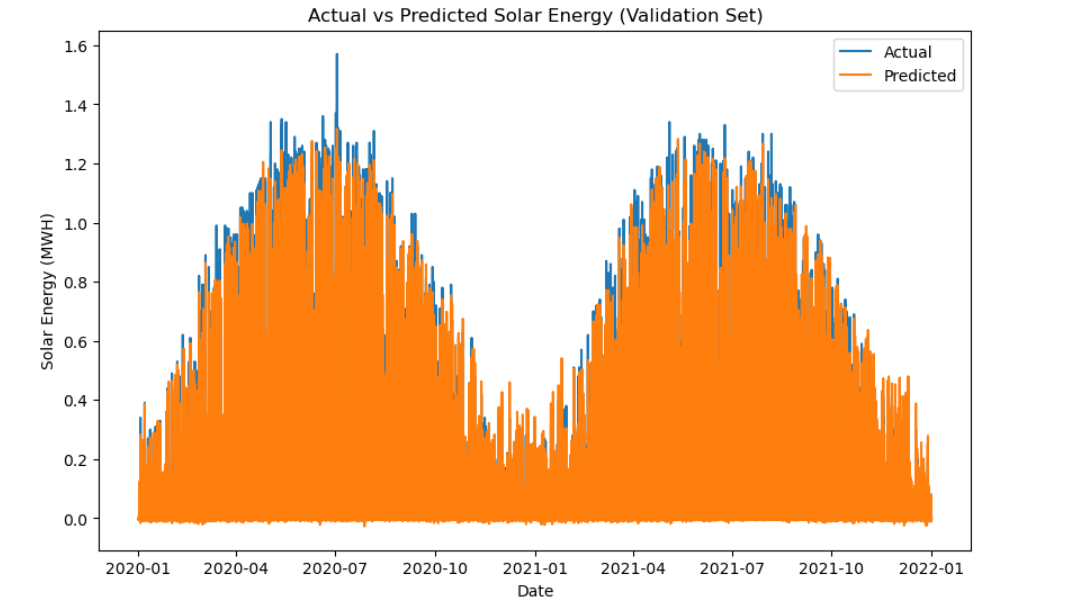 Actual vs Predicted Solar Energy (Validation Set)
Actual
Predicted
1.6
1.4
1.2
1.0
0.8
0.6
0.4
0.2
0.0
Solar Energy (MWH)
2020-01 2020-04 2020-07 2020-10 2021-01 2021-04 2021-07 2021-10 2022-01
Date